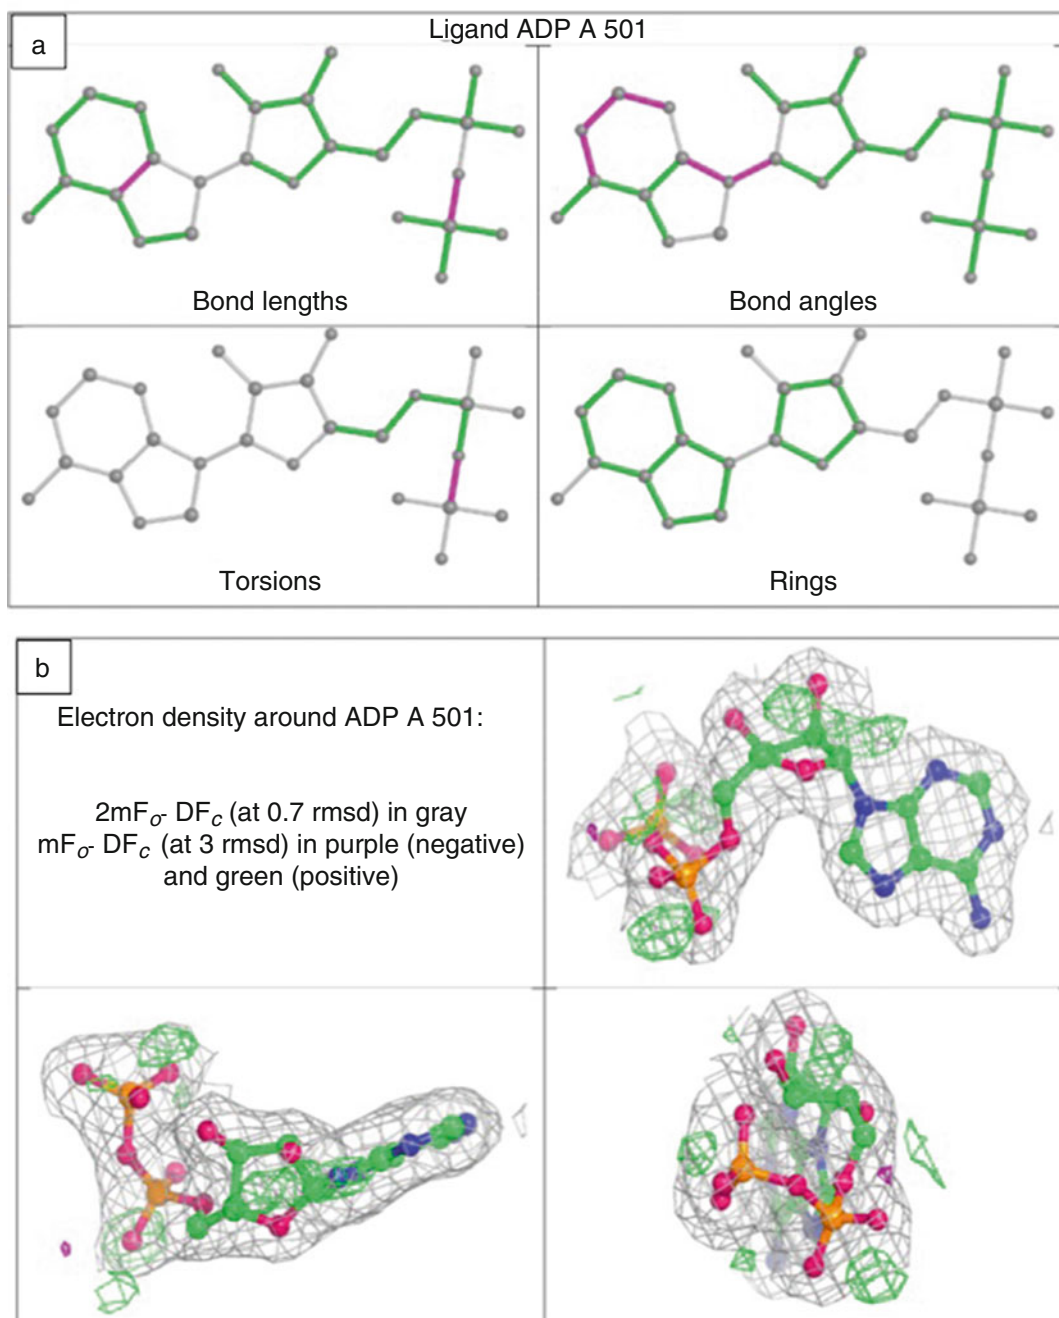 a
Ligand ADP A 501
Bond lengths
Bond angles
Torsions
Rings
b
Electron density around ADP A 501:
2mFo- DFc (at 0.7 rmsd) in gray
mFo- DFc (at 3 rmsd) in purple (negative)
and green (positive)